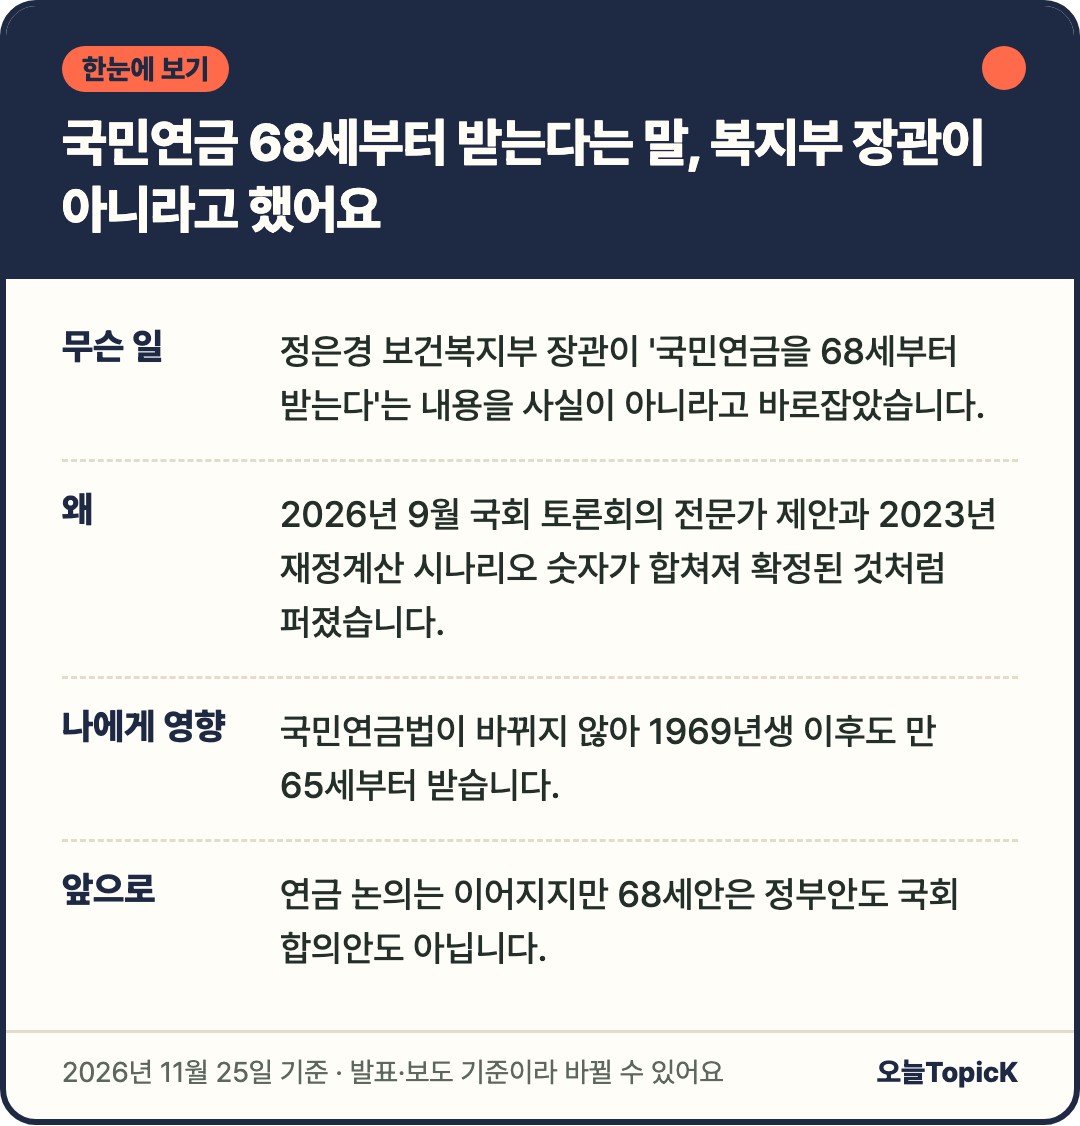 한눈에 보기
국민연금 68세부터 받는다는 말, 복지부 장관이
아니라고 했어요
무슨 일
정은경 보건복지부 장관이 '국민연금을 68세부터
받는다'는 내용을 사실이 아니라고 바로잡았습니다.
왜
2026년 9월 국회 토론회의 전문가 제안과 2023년
재정계산 시나리오 숫자가 합쳐져 확정된 것처럼
퍼졌습니다.
나에게 영향
국민연금법이 바뀌지 않아 1969년생 이후도 만
65세부터 받습니다.
앞으로
연금 논의는 이어지지만 68세안은 정부안도 국회
합의안도 아닙니다.
2026년 11월 25일 기준 · 발표·보도 기준이라 바뀔 수 있어요
오늘TopicK